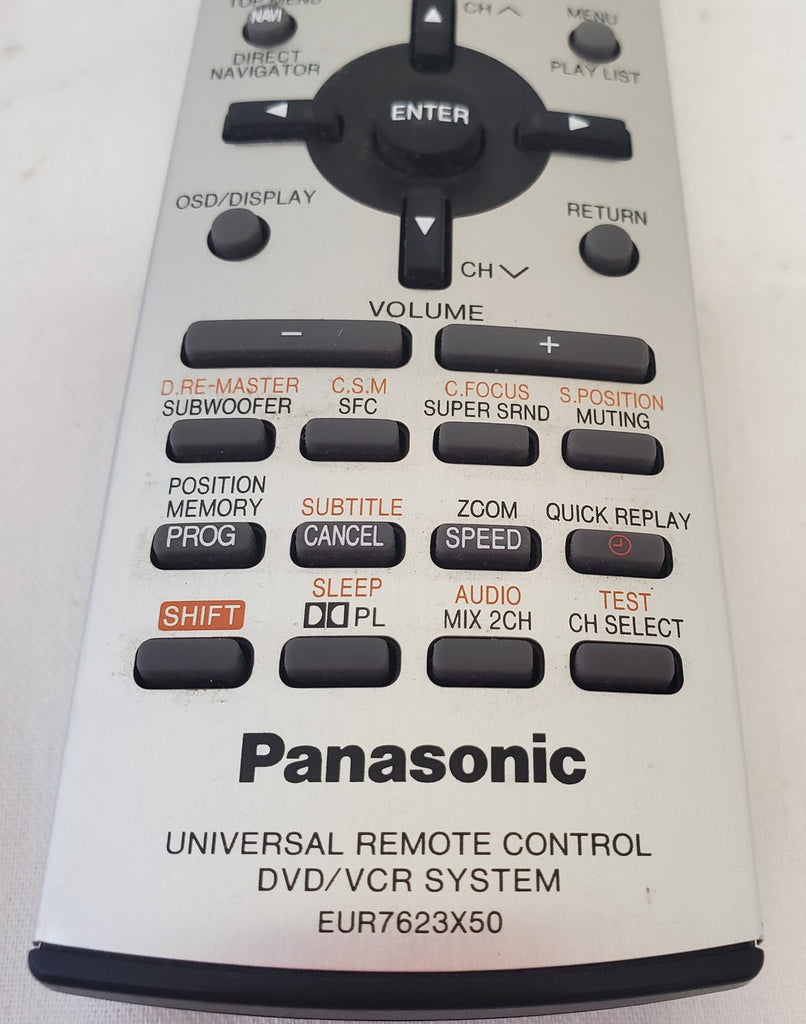 TOP MENU
NAVI
DIRECT
NAVIGATOR
CH
MENU
PLAY LIST
ENTER
OSD/DISPLAY
RETURN
CH
VOLUME
− +
D.RE-MASTER C.S.M C.FOCUS S.POSITION
SUBWOOFER SFC SUPER SRND MUTING
POSITION
MEMORY SUBTITLE ZOOM QUICK REPLAY
PROG CANCEL SPEED
SLEEP AUDIO TEST
SHIFT PL MIX 2CH CH SELECT
Panasonic
UNIVERSAL REMOTE CONTROL
DVD/VCR SYSTEM
EUR7623X50